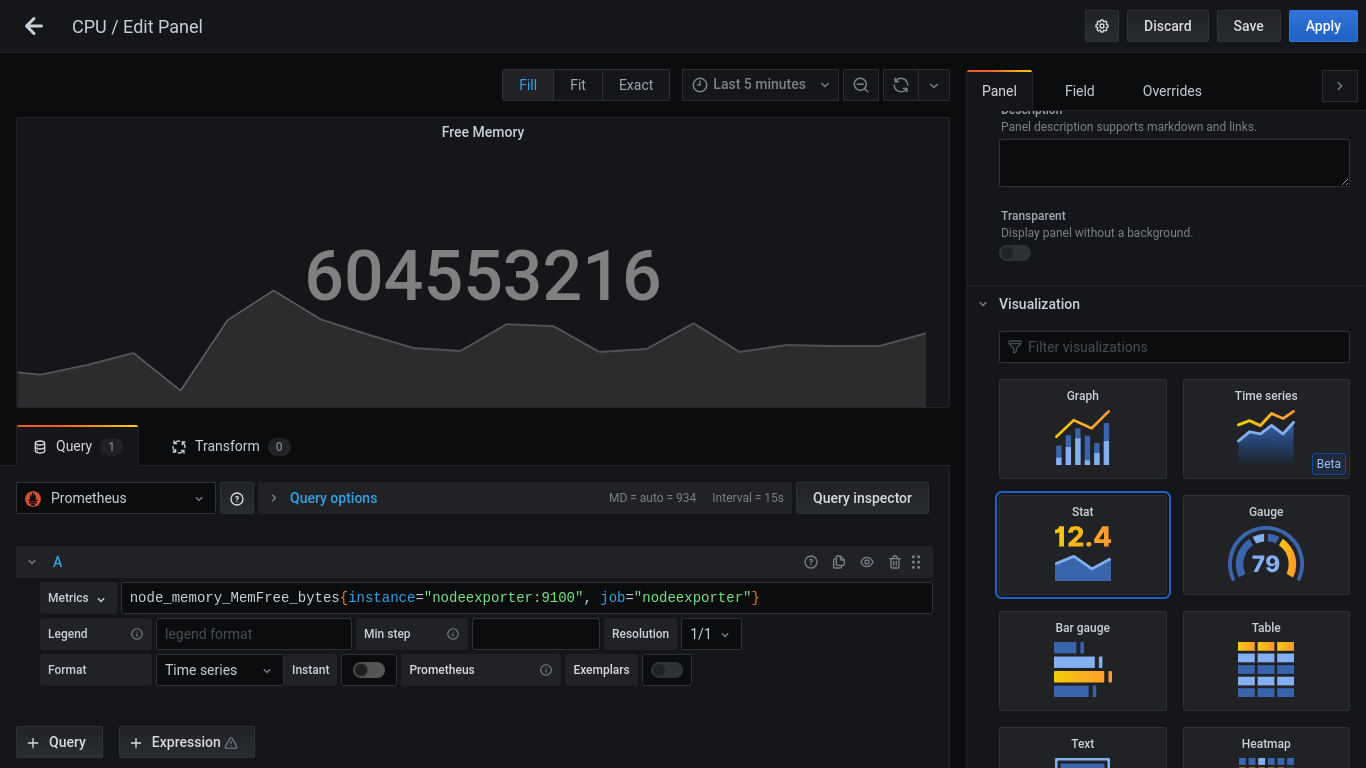 CPU / Edit Panel
Discard
Save
Apply
Fill
Fit
Exact
Last 5 minutes
Panel
Field
Overrides
Free Memory
604553216
Description
Panel description supports markdown and links.
Transparent
Display panel without a background.
Visualization
Filter visualizations
Graph
Time series
Beta
Stat
12.4
Gauge
79
Bar gauge
Table
Text
Heatmap
Query 1
Transform 0
Prometheus
Query options
MD = auto = 934
Interval = 15s
Query inspector
A
Metrics
node_memory_MemFree_bytes{instance="nodeexporter:9100", job="nodeexporter"}
Legend
legend format
Min step
Resolution
1/1
Format
Time series
Instant
Prometheus
Exemplars
+ Query
+ Expression